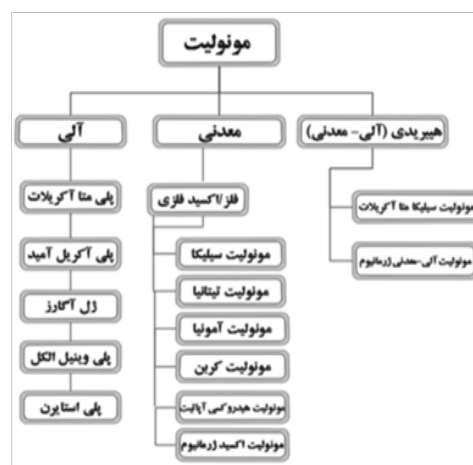 مونولیت
هیبریدی (آلی- معدنی)
مونولیت سیلیکا متا آکریلات
مونولیت آلی-معدنی ژرمانیوم
معدنی
فلز/اکسید فلزی
مونولیت سیلیکا
مونولیت تیتانیا
مونولیت آمونیا
مونولیت کربن
مونولیت هیدروکسی آپاتیت
مونولیت اکسید ژرمانیوم
آلی
پلی متا آکریلات
پلی آکریل آمید
ژل آگارز
پلی وینیل الکل
پلی استایرن